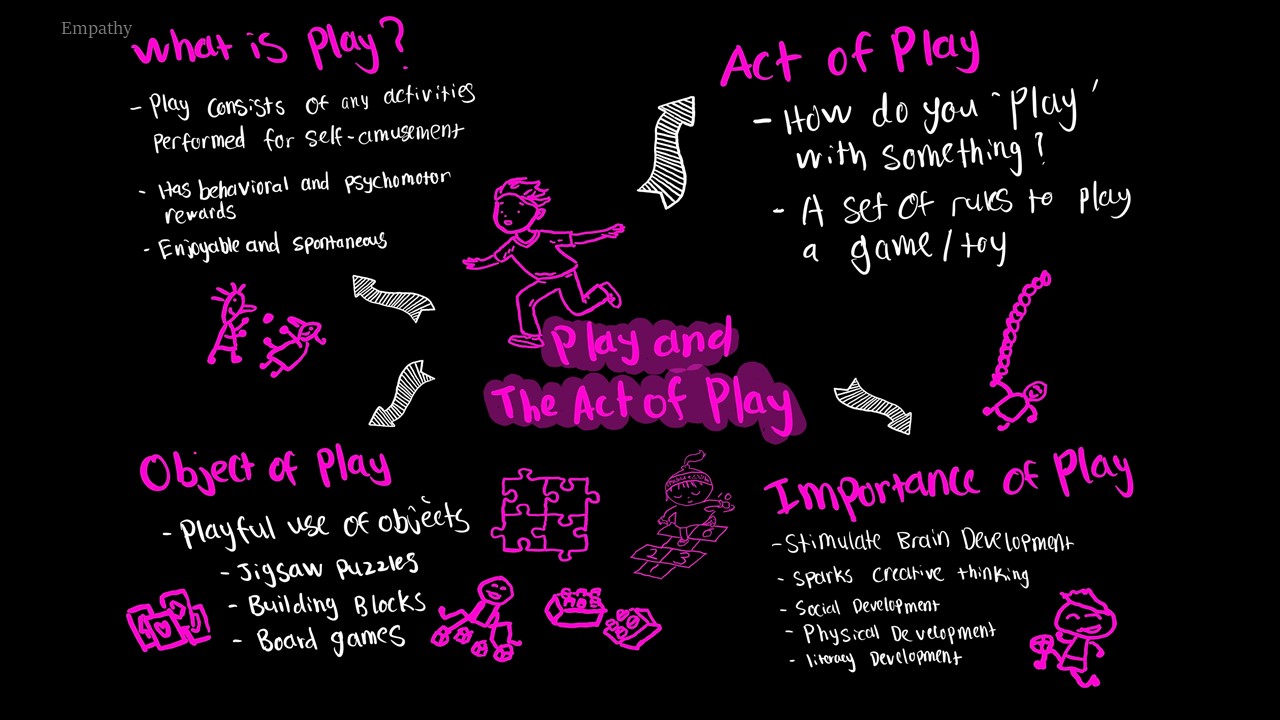 Empathy
What is Play?
- Play consists of any activities
performed for self-amusement
- Has behavioral and psychomotor
rewards
- Enjoyable and spontaneous
Act of Play
- How do you "Play"
with something?
- A set of rules to play
a game/toy
Play and
The Act of Play
Object of Play
- Playful use of objects
- Jigsaw Puzzles
- Building Blocks
- Board games
1 2 3
Importance of Play
- Stimulate Brain Development
- Sparks creative thinking
- Social Development
- Physical Development
- literacy Development